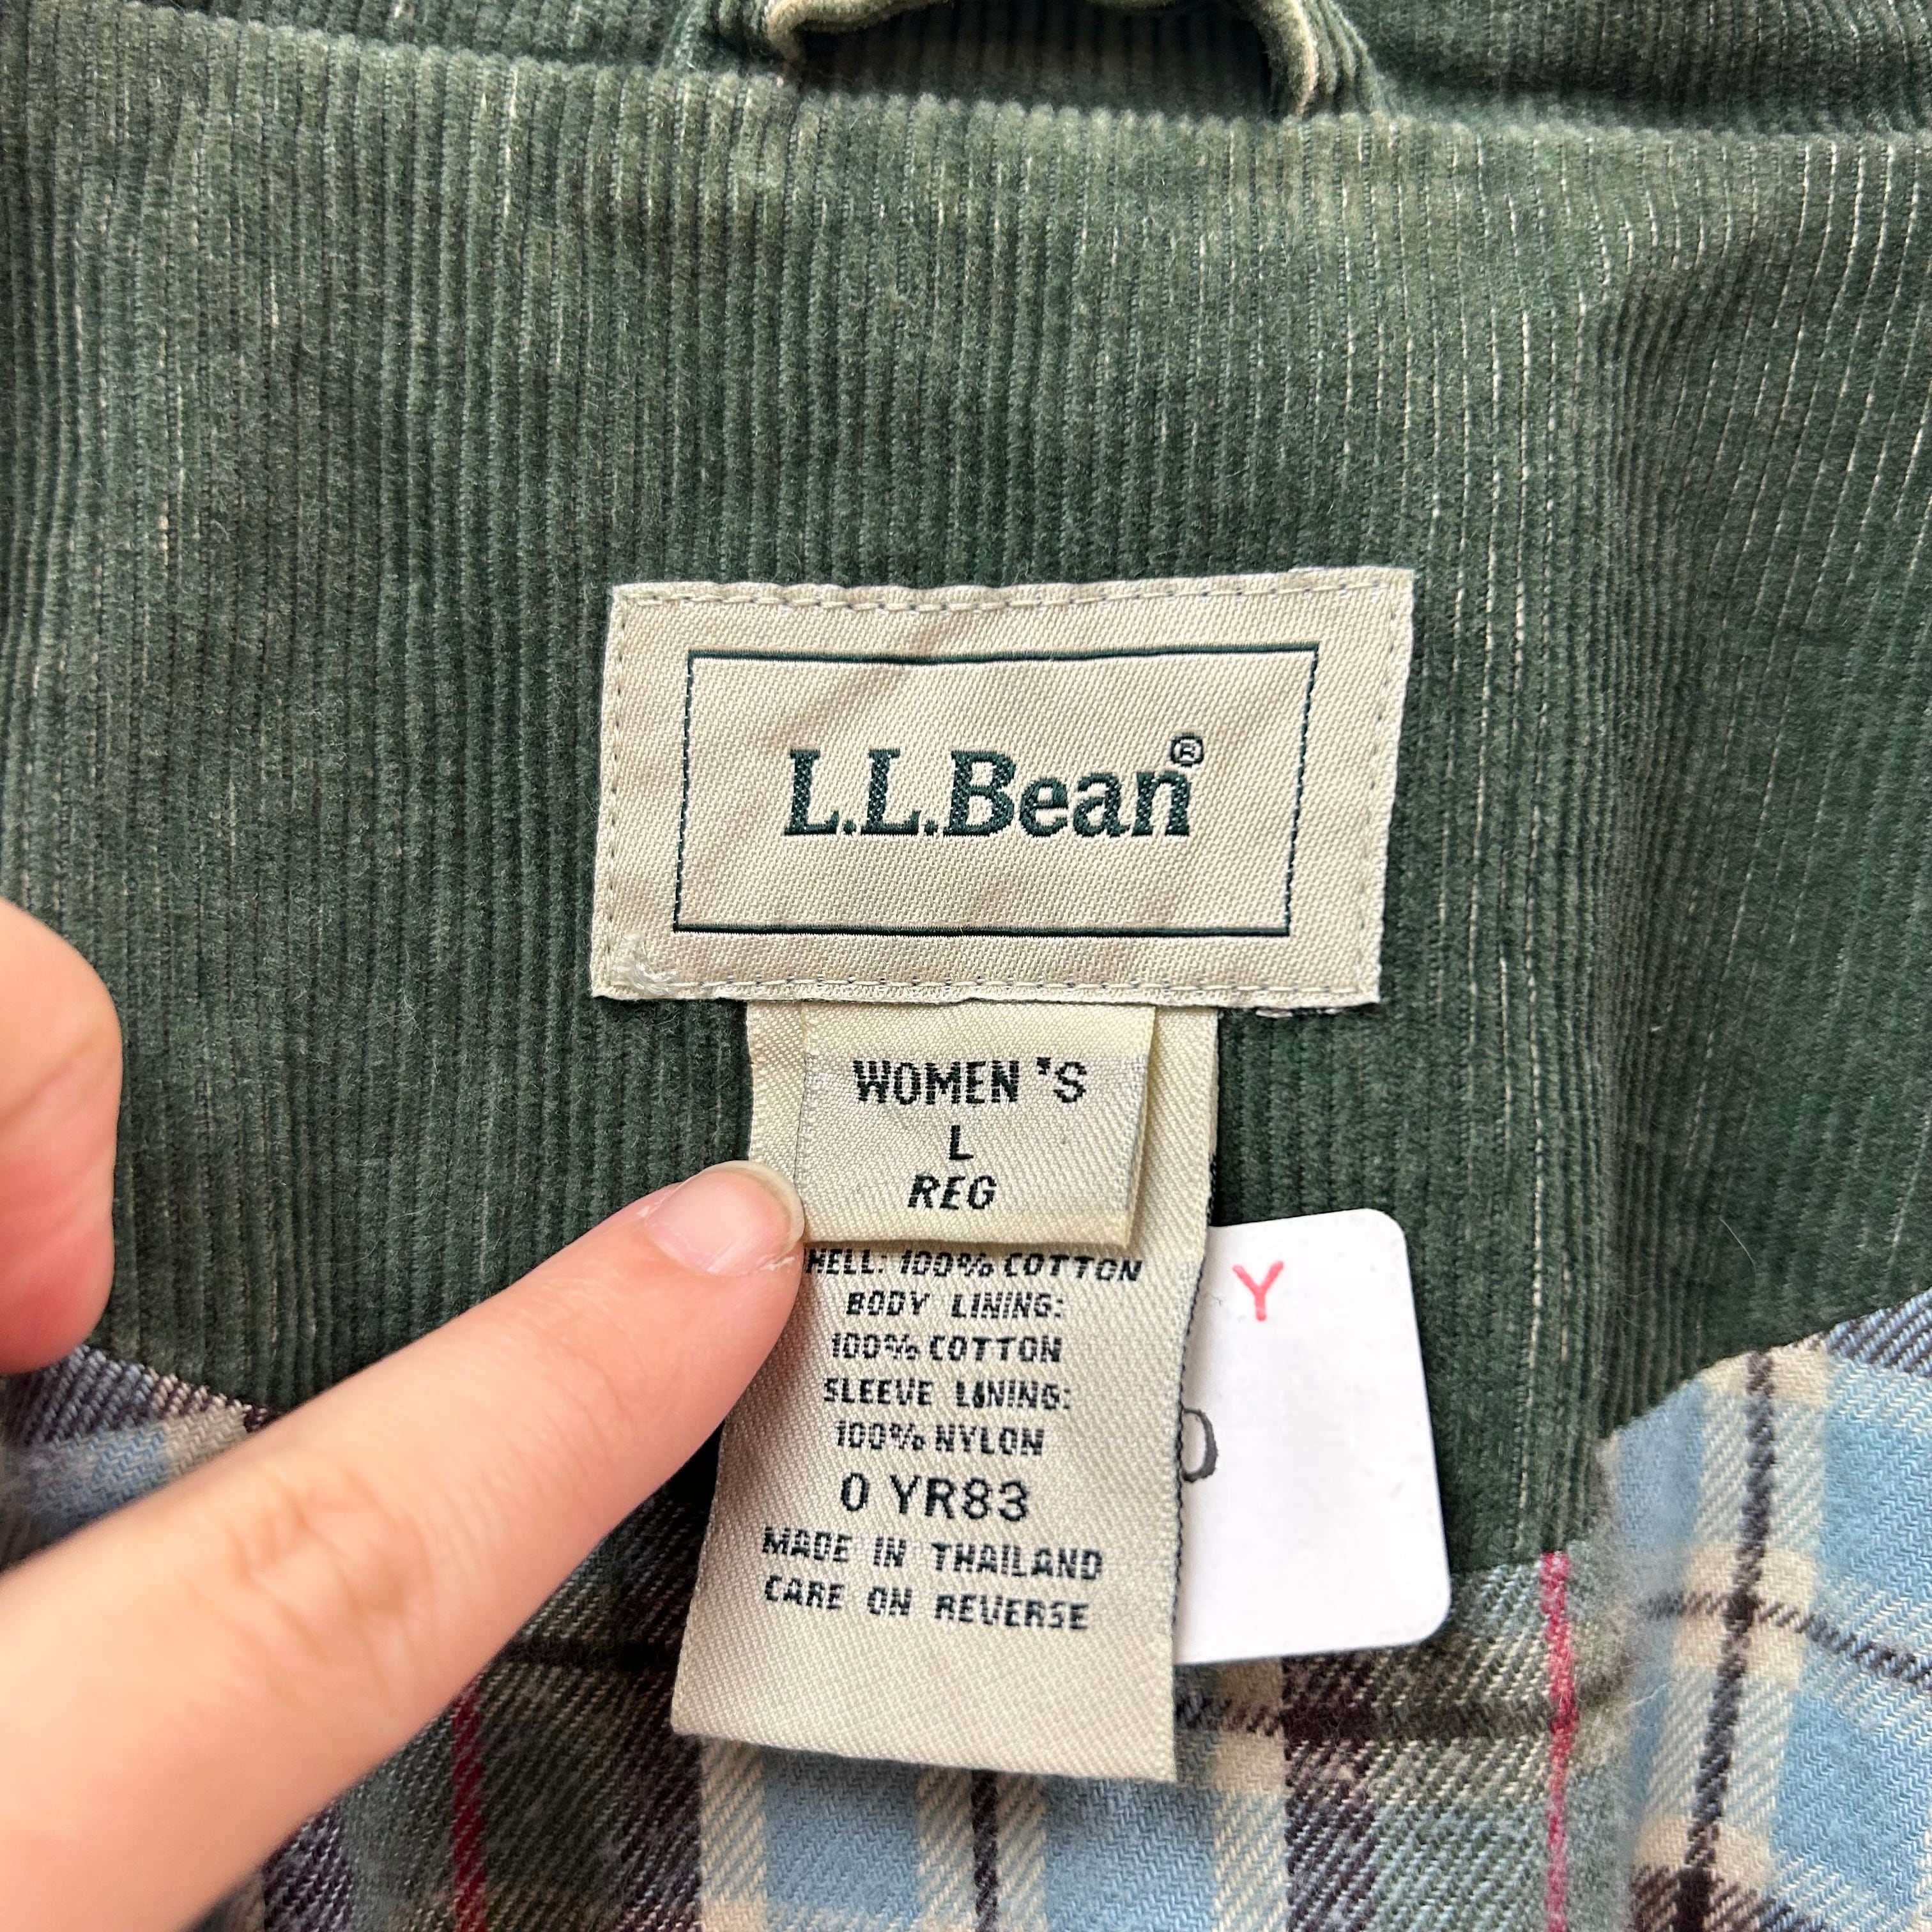 L.L.Bean®
WOMEN'S
L
REG
HELL: 100% COTTON
BODY LINING:
100% COTTON
SLEEVE LINING:
100% NYLON
0 YR83
MADE IN THAILAND
CARE ON REVERSE
Y